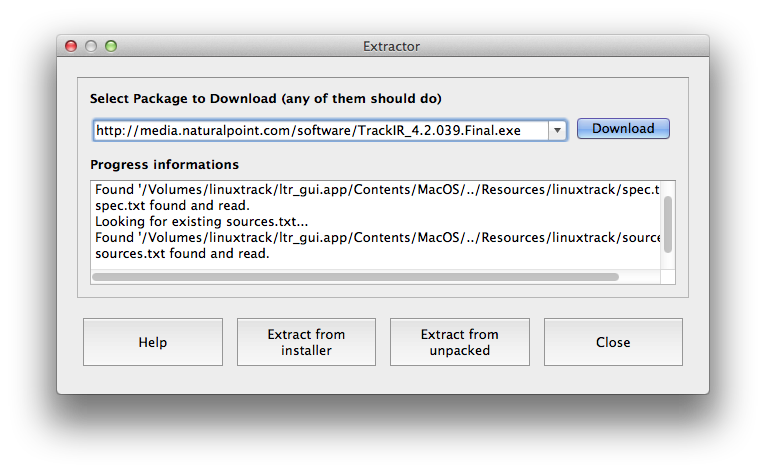 Extractor
Select Package to Download (any of them should do)
http://media.naturalpoint.com/software/TrackIR_4.2.039.Final.exe
Download
Progress informations
Found '/Volumes/linuxtrack/ltr_gui.app/Contents/MacOS/../Resources/linuxtrack/spec.t
spec.txt found and read.
Looking for existing sources.txt...
Found '/Volumes/linuxtrack/ltr_gui.app/Contents/MacOS/../Resources/linuxtrack/source
sources.txt found and read.
Help
Extract from
installer
Extract from
unpacked
Close